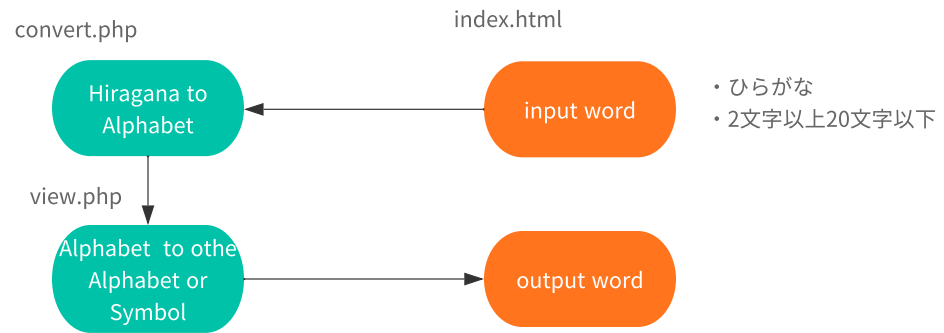 convert.php
index.html
Hiragana to
Alphabet
input word
・ひらがな
・2文字以上20文字以下
view.php
Alphabet to othe
Alphabet or
Symbol
output word